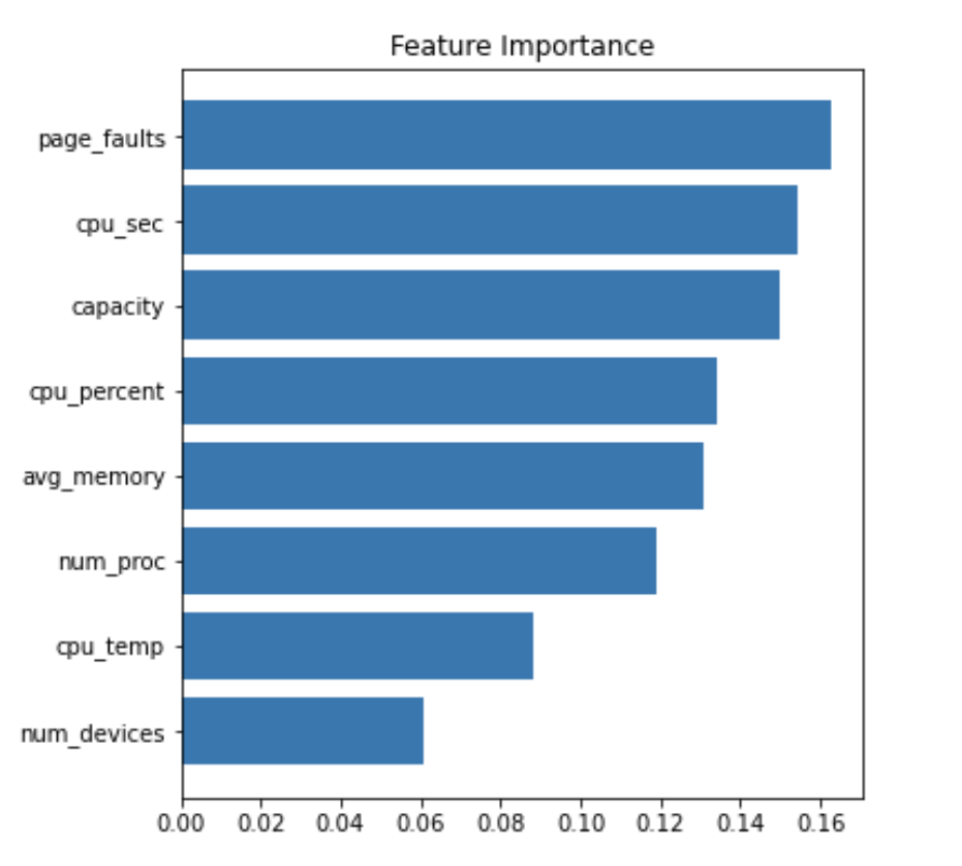 Feature Importance
page_faults
cpu_sec
capacity
cpu_percent
avg_memory
num_proc
cpu_temp
num_devices
0.00 0.02 0.04 0.06 0.08 0.10 0.12 0.14 0.16